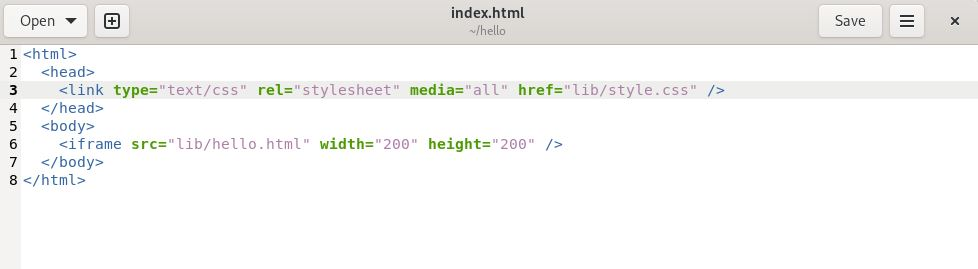 Open
index.html
~/hello
Save
1 <html>
2   <head>
3     <link type="text/css" rel="stylesheet" media="all" href="lib/style.css" />
4   </head>
5   <body>
6     <iframe src="lib/hello.html" width="200" height="200" />
7   </body>
8 </html>